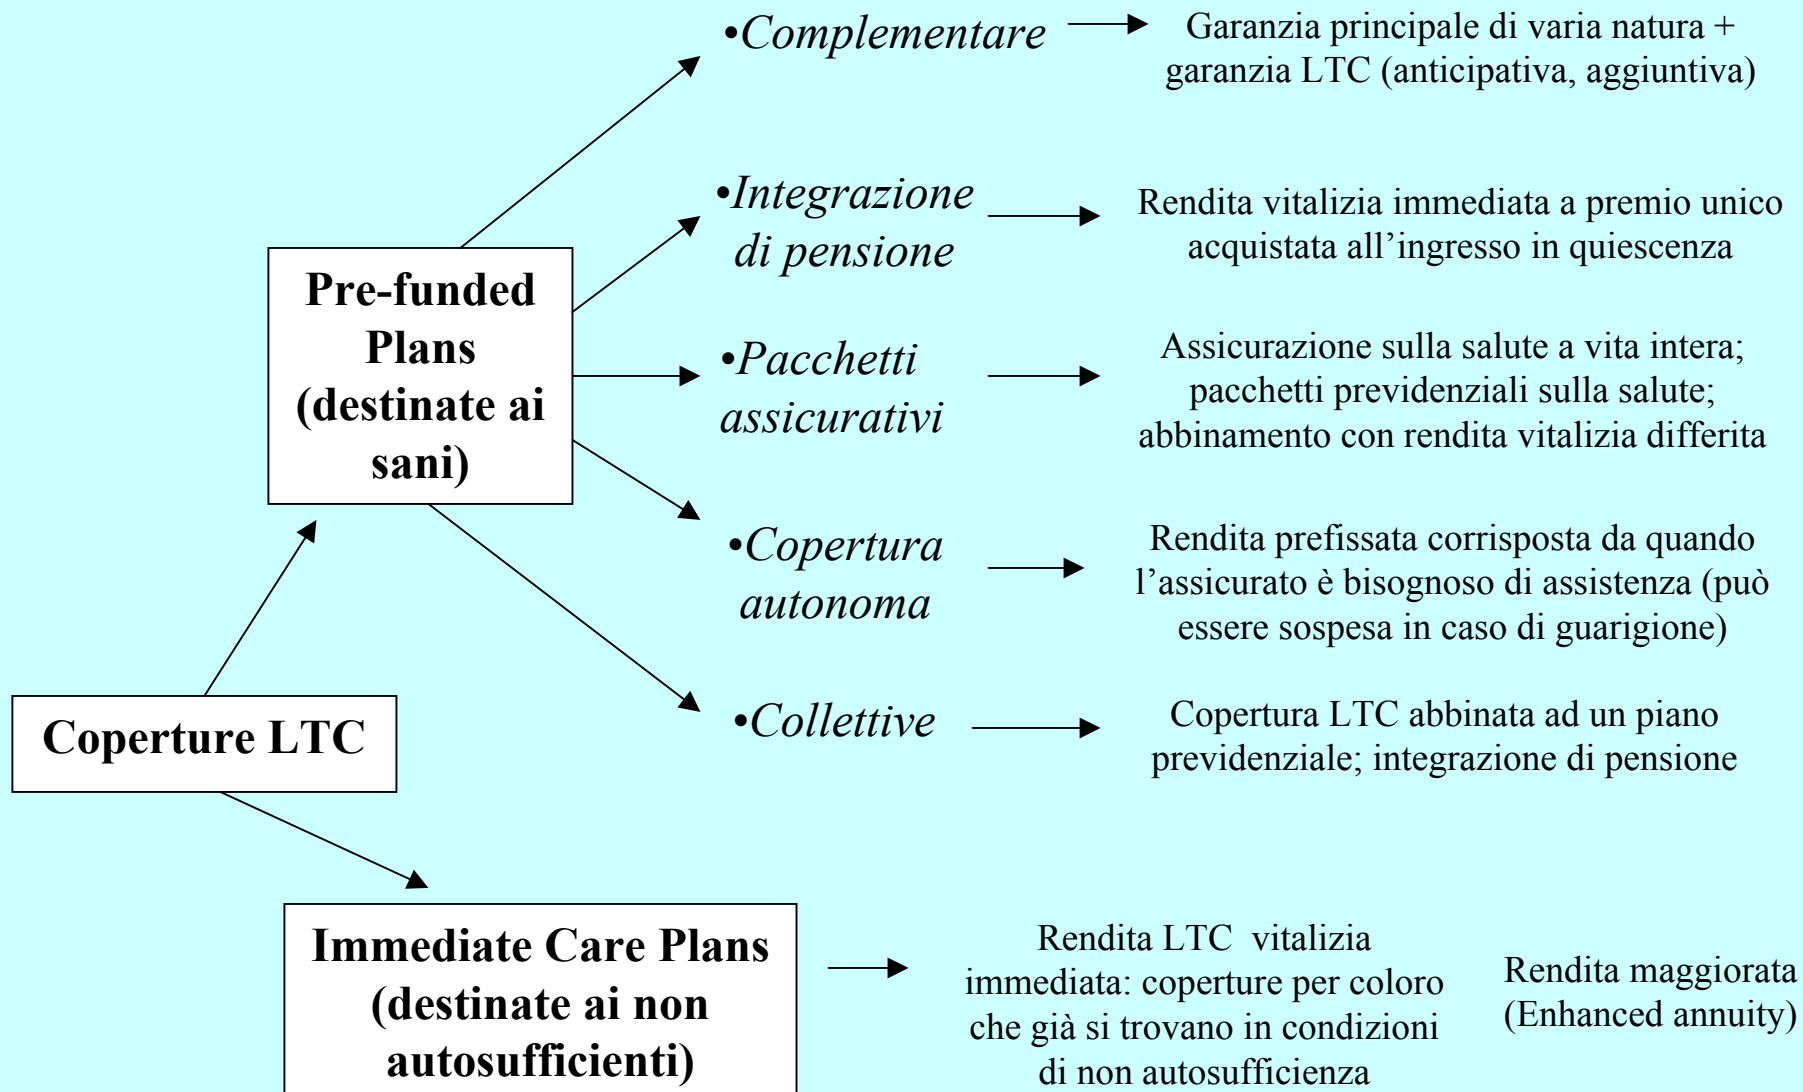 •Complementare
Garanzia principale di varia natura +
garanzia LTC (anticipativa, aggiuntiva)
•Integrazione
di pensione
Rendita vitalizia immediata a premio unico
acquistata all’ingresso in quiescenza
Pre-funded
Plans
(destinate ai
sani)
•Pacchetti
assicurativi
Assicurazione sulla salute a vita intera;
pacchetti previdenziali sulla salute;
abbinamento con rendita vitalizia differita
•Copertura
autonoma
Rendita prefissata corrisposta da quando
l’assicurato è bisognoso di assistenza (può
essere sospesa in caso di guarigione)
•Collettive
Copertura LTC abbinata ad un piano
previdenziale; integrazione di pensione
Coperture LTC
Immediate Care Plans
(destinate ai non
autosufficienti)
Rendita LTC vitalizia
immediata: coperture per coloro
che già si trovano in condizioni
di non autosufficienza
Rendita maggiorata
(Enhanced annuity)